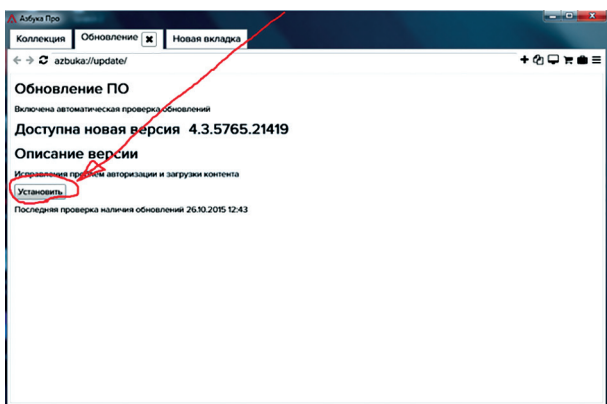 Азбука Про
Коллекция Обновление Новая вкладка
azbuka://update/
Обновление ПО
Включена автоматическая проверка обновлений
Доступна новая версия 4.3.5765.21419
Описание версии
Исправления проблем авторизации и загрузки контента
Установить
Последняя проверка наличия обновлений 26.10.2015 12:43